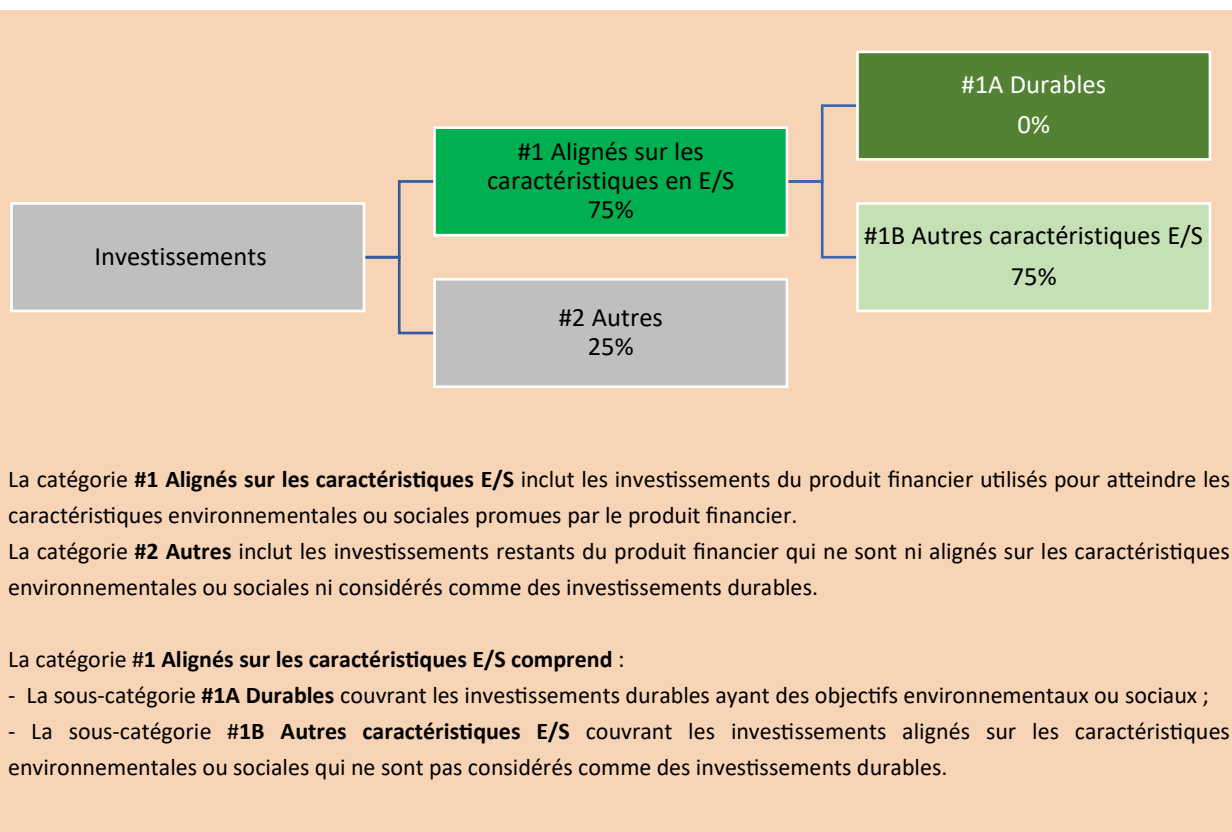 #1A Durables
0%
#1 Alignés sur les
caractéristiques en E/S
75%
#1B Autres caractéristiques E/S
75%
Investissements
#2 Autres
25%
La catégorie #1 Alignés sur les caractéristiques E/S inclut les investissements du produit financier utilisés pour atteindre les
caractéristiques environnementales ou sociales promues par le produit financier.
La catégorie #2 Autres inclut les investissements restants du produit financier qui ne sont ni alignés sur les caractéristiques
environnementales ou sociales ni considérés comme des investissements durables.
La catégorie #1 Alignés sur les caractéristiques E/S comprend :
- La sous-catégorie #1A Durables couvrant les investissements durables ayant des objectifs environnementaux ou sociaux ;
- La sous-catégorie #1B Autres caractéristiques E/S couvrant les investissements alignés sur les caractéristiques
environnementales ou sociales qui ne sont pas considérés comme des investissements durables.